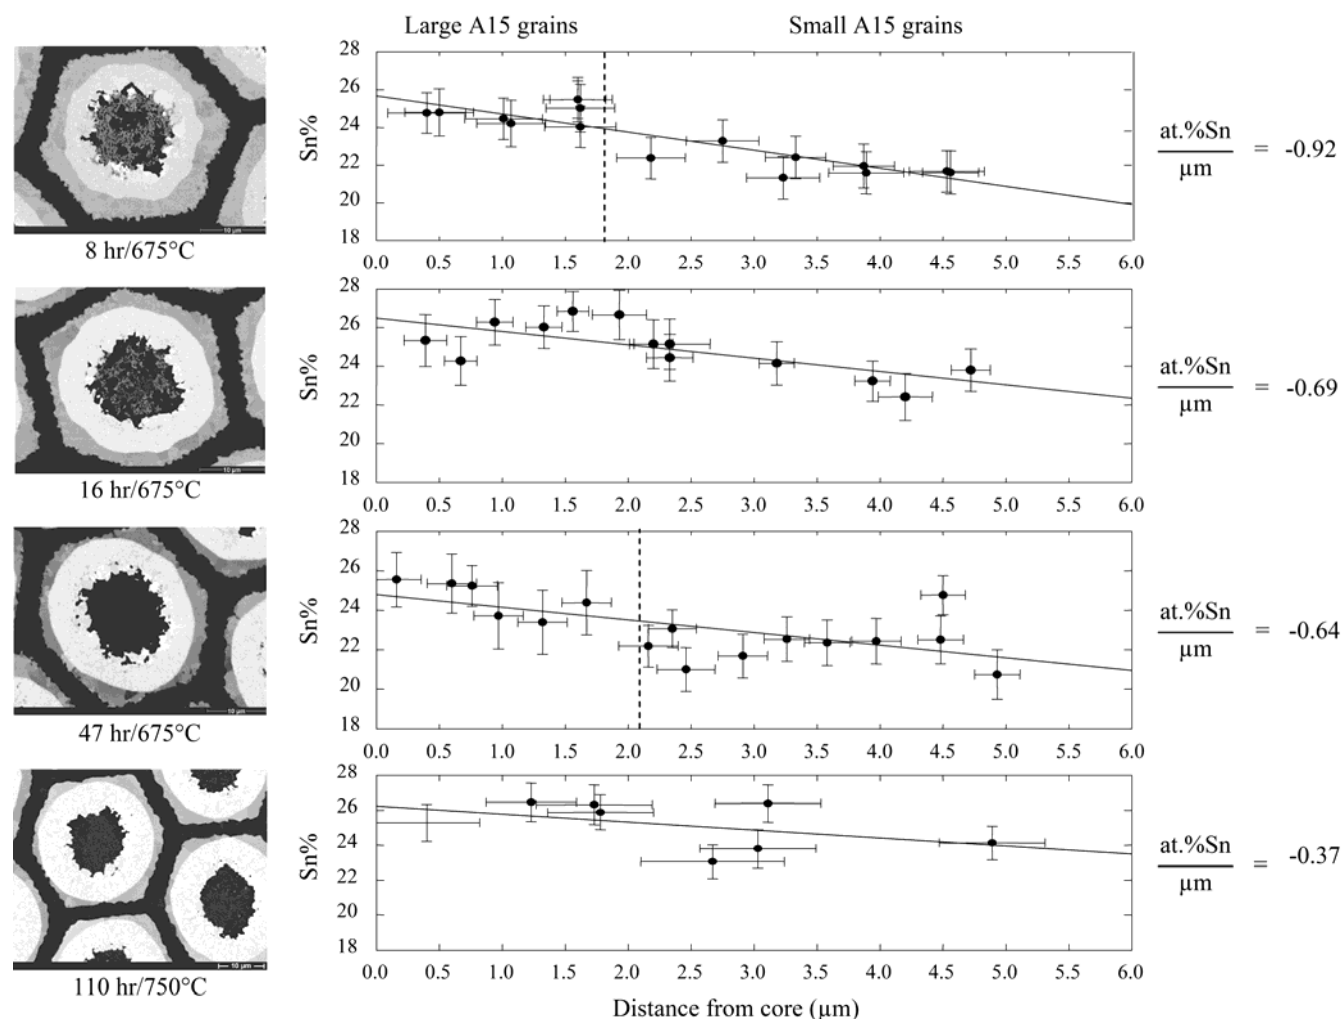 Large A15 grains Small A15 grains
28
26
24
22
20
18
Sn%
0.0 0.5 1.0 1.5 2.0 2.5 3.0 3.5 4.0 4.5 5.0 5.5 6.0
10 µm
8 hr/675°C
at.%Sn
µm
= -0.92
28
26
24
22
20
18
Sn%
0.0 0.5 1.0 1.5 2.0 2.5 3.0 3.5 4.0 4.5 5.0 5.5 6.0
10 µm
16 hr/675°C
at.%Sn
µm
= -0.69
28
26
24
22
20
18
Sn%
0.0 0.5 1.0 1.5 2.0 2.5 3.0 3.5 4.0 4.5 5.0 5.5 6.0
10 µm
47 hr/675°C
at.%Sn
µm
= -0.64
28
26
24
22
20
18
Sn%
0.0 0.5 1.0 1.5 2.0 2.5 3.0 3.5 4.0 4.5 5.0 5.5 6.0
10 µm
110 hr/750°C
at.%Sn
µm
= -0.37
Distance from core (µm)